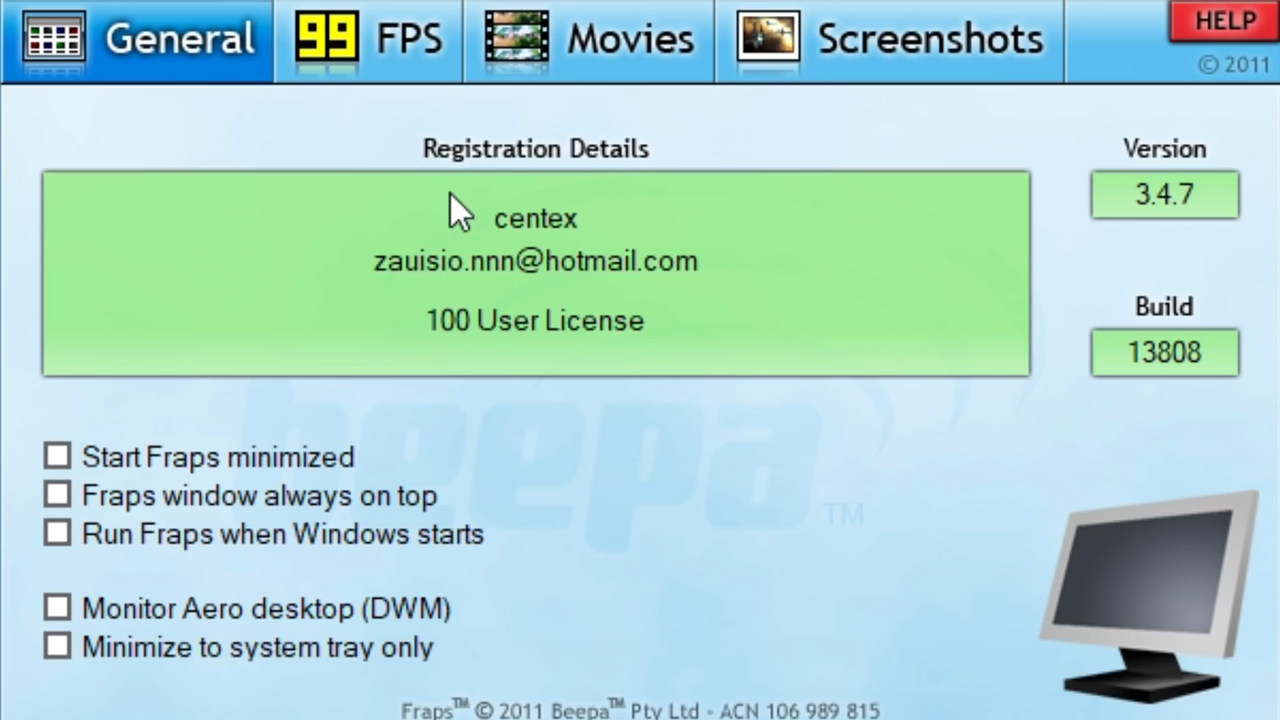 General
99 FPS
Movies
Screenshots
HELP
© 2011
Registration Details
centex
zauisio.nnn@hotmail.com
100 User License
Version
3.4.7
Build
13808
beepa™
Start Fraps minimized
Fraps window always on top
Run Fraps when Windows starts
Monitor Aero desktop (DWM)
Minimize to system tray only
Fraps™ © 2011 Beepa™ Pty Ltd - ACN 106 989 815